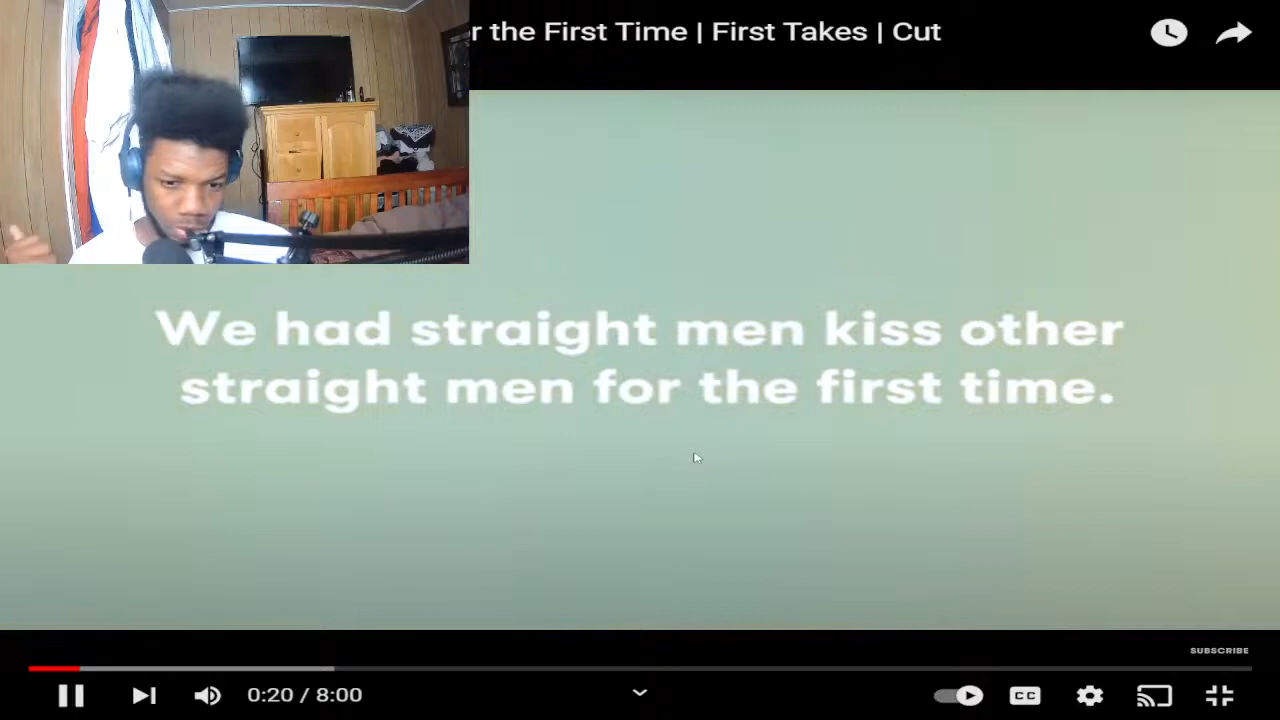 r the First Time | First Takes | Cut
We had straight men kiss other
straight men for the first time.
SUBSCRIBE
0:20 / 8:00
CC